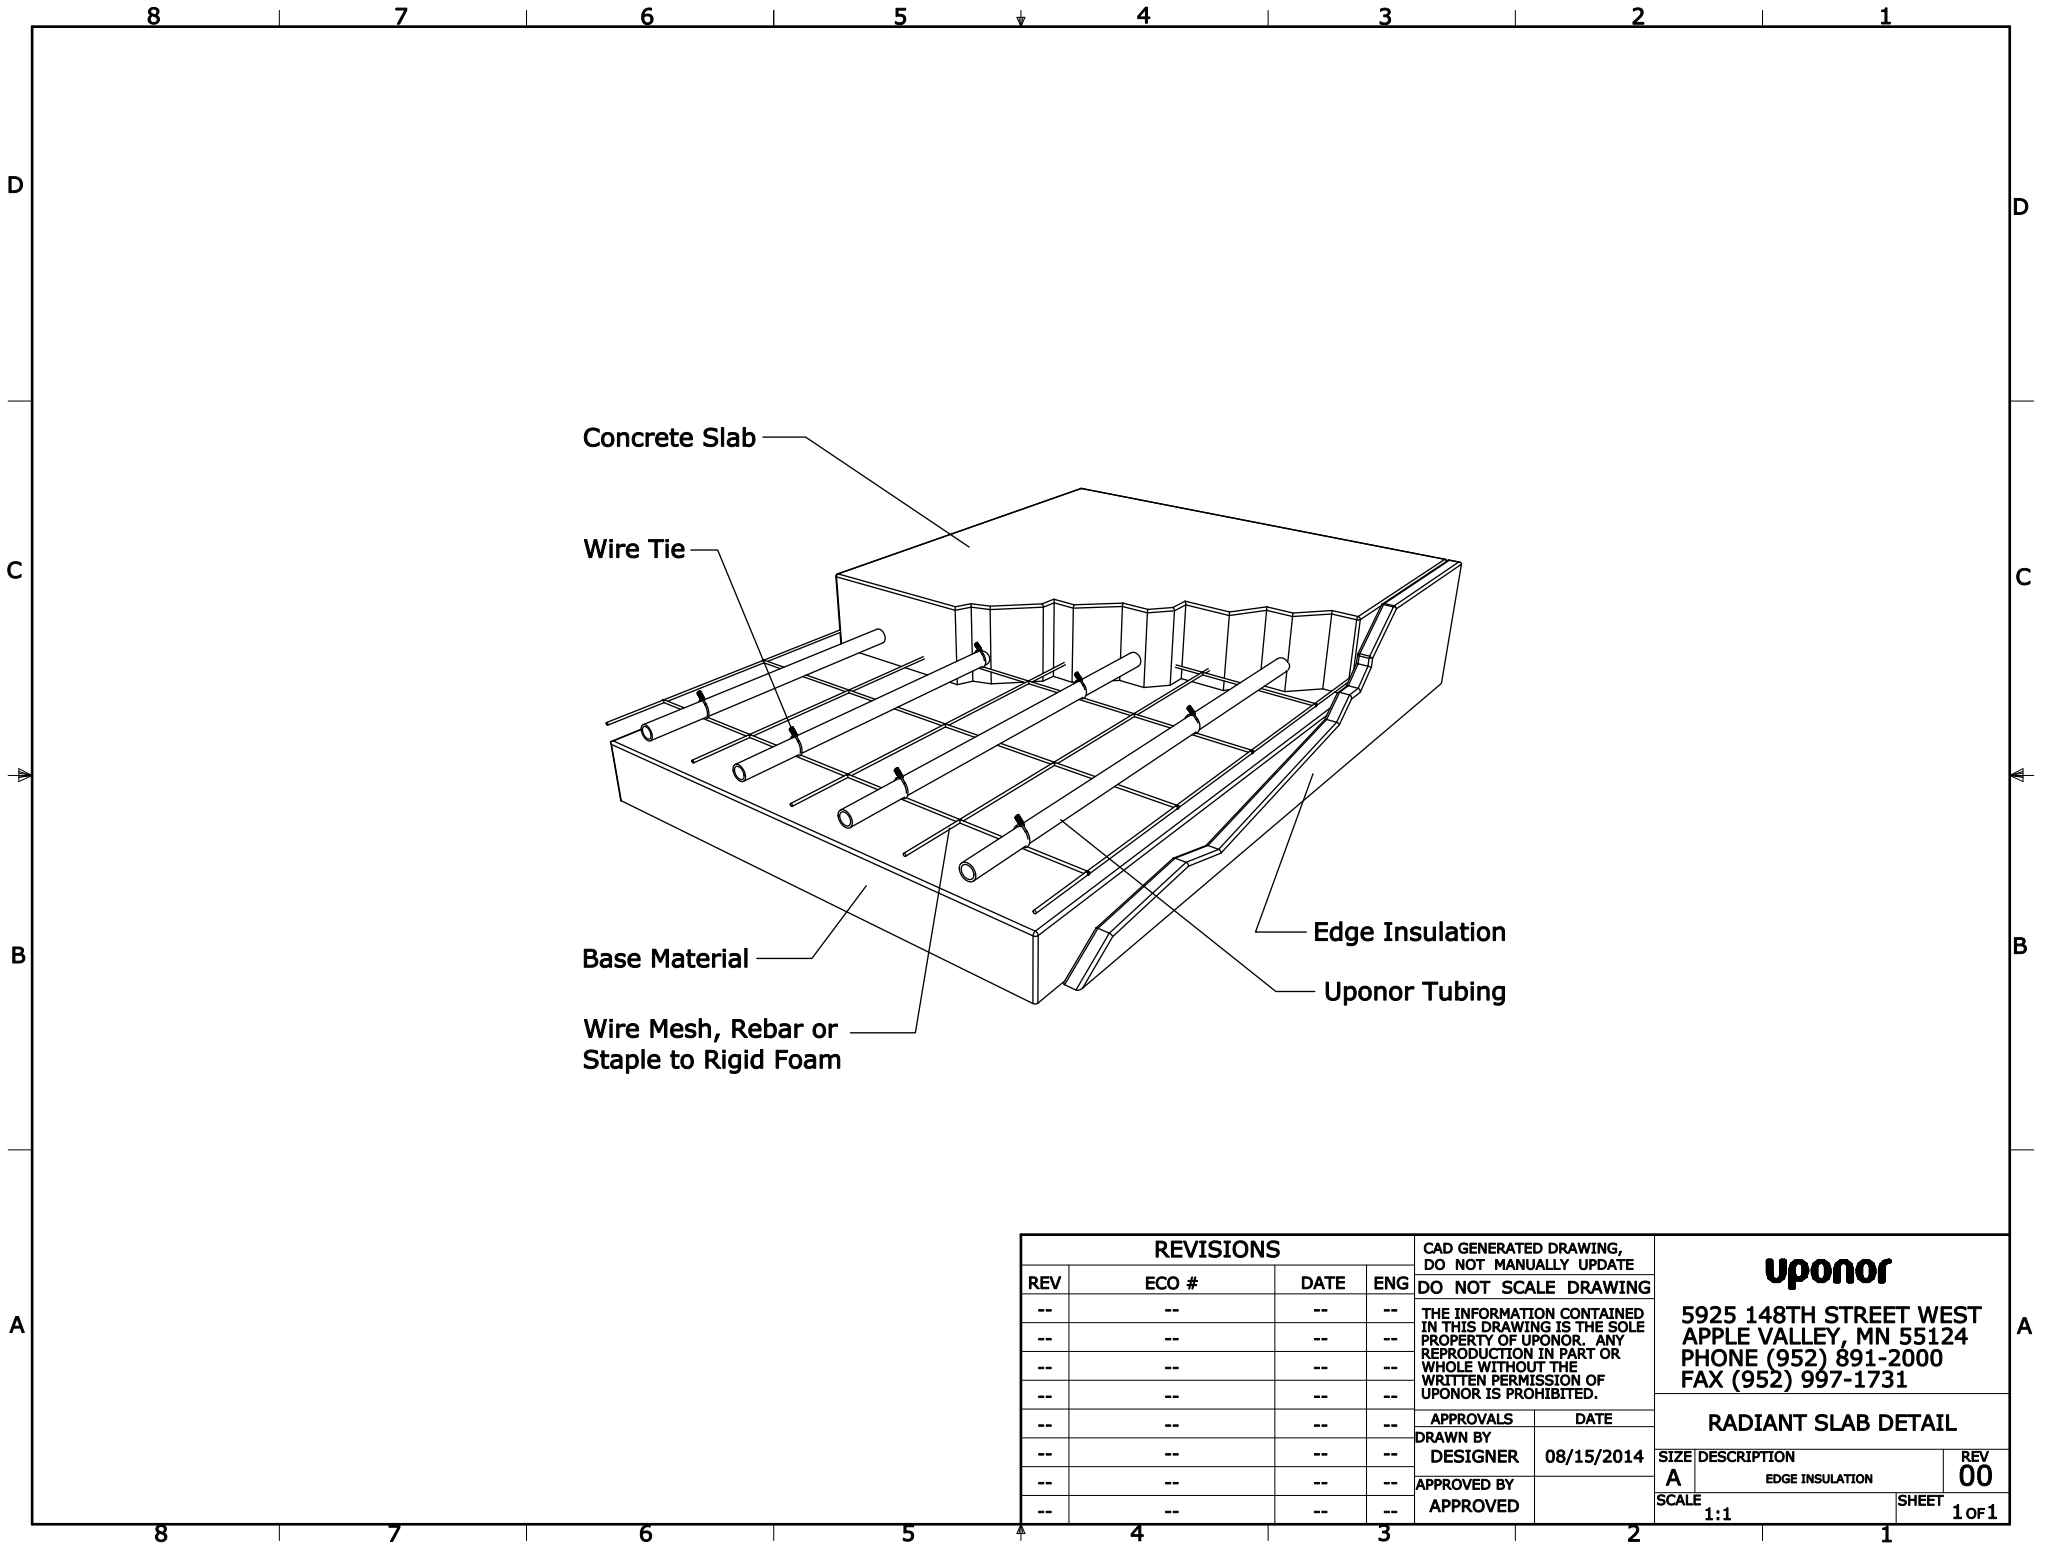 8 7 6 5 4 3 2 1
D D
Concrete Slab
Wire Tie
C C
Edge Insulation
B B
Base Material
Uponor Tubing
Wire Mesh, Rebar or
Staple to Rigid Foam
A A
REVISIONS
REV ECO # DATE ENG
-- -- -- --
-- -- -- --
-- -- -- --
-- -- -- --
-- -- -- --
-- -- -- --
-- -- -- --
-- -- -- --
CAD GENERATED DRAWING,
DO NOT MANUALLY UPDATE
DO NOT SCALE DRAWING
THE INFORMATION CONTAINED
IN THIS DRAWING IS THE SOLE
PROPERTY OF UPONOR. ANY
REPRODUCTION IN PART OR
WHOLE WITHOUT THE
WRITTEN PERMISSION OF
UPONOR IS PROHIBITED.
APPROVALS DATE
DRAWN BY
DESIGNER 08/15/2014
APPROVED BY
APPROVED
uponor
5925 148TH STREET WEST
APPLE VALLEY, MN 55124
PHONE (952) 891-2000
FAX (952) 997-1731
RADIANT SLAB DETAIL
SIZE DESCRIPTION REV
A EDGE INSULATION 00
SCALE 1:1 SHEET 1 OF 1
8 7 6 5 4 3 2 1